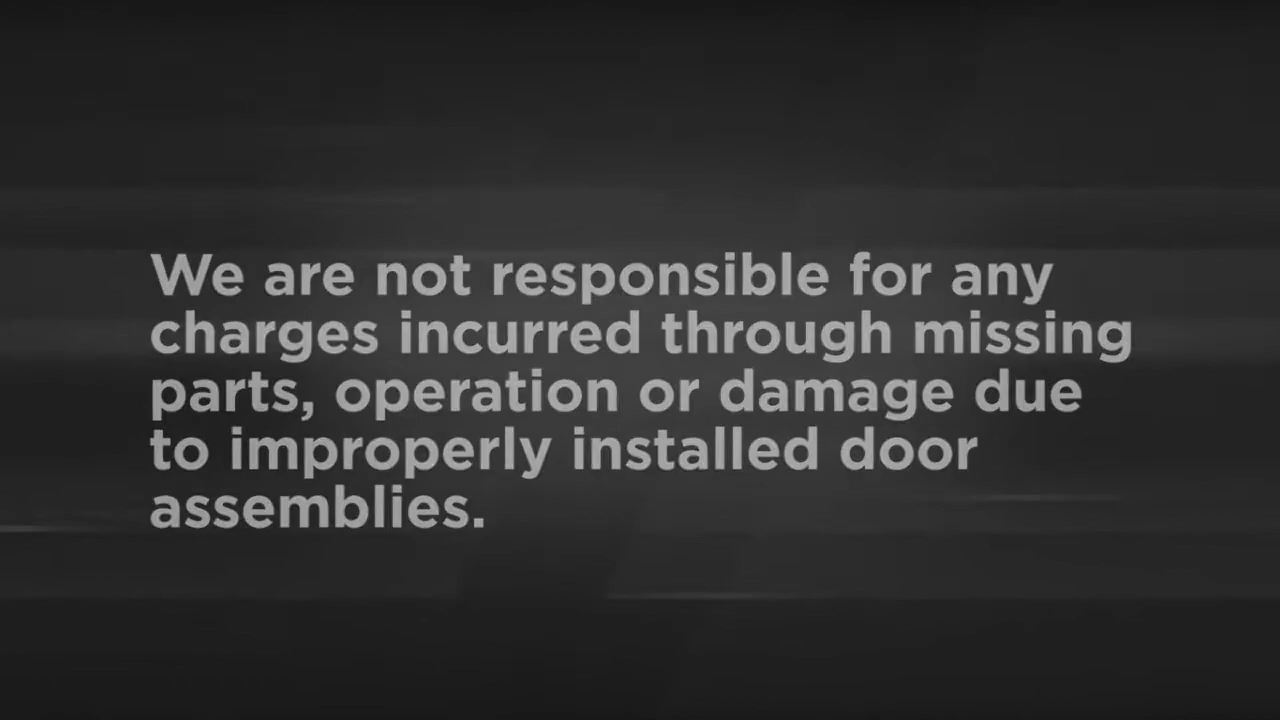 We are not responsible for any
charges incurred through missing
parts, operation or damage due
to improperly installed door
assemblies.